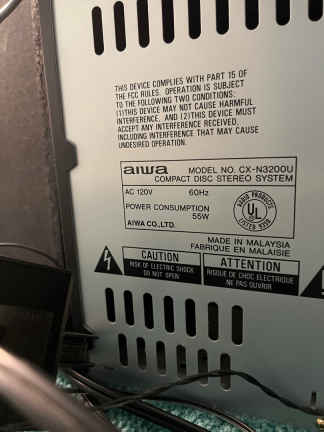 THIS DEVICE COMPLIES WITH PART 15 OF
THE FCC RULES. OPERATION IS SUBJECT
TO THE FOLLOWING TWO CONDITIONS:
(1)THIS DEVICE MAY NOT CAUSE HARMFUL
INTERFERENCE, AND (2)THIS DEVICE MUST
ACCEPT ANY INTERFERENCE RECEIVED,
INCLUDING INTERFERENCE THAT MAY CAUSE
UNDESIRED OPERATION.
aiwa MODEL NO. CX-N3200U
COMPACT DISC STEREO SYSTEM
AC 120V 60Hz
POWER CONSUMPTION
55W
AIWA CO.,LTD.
RADIO PRODUCTS
UL
LISTED
MADE IN MALAYSIA
FABRIQUE EN MALAISIE
CAUTION
RISK OF ELECTRIC SHOCK
DO NOT OPEN
ATTENTION
RISQUE DE CHOC ELECTRIQUE
NE PAS OUVRIR